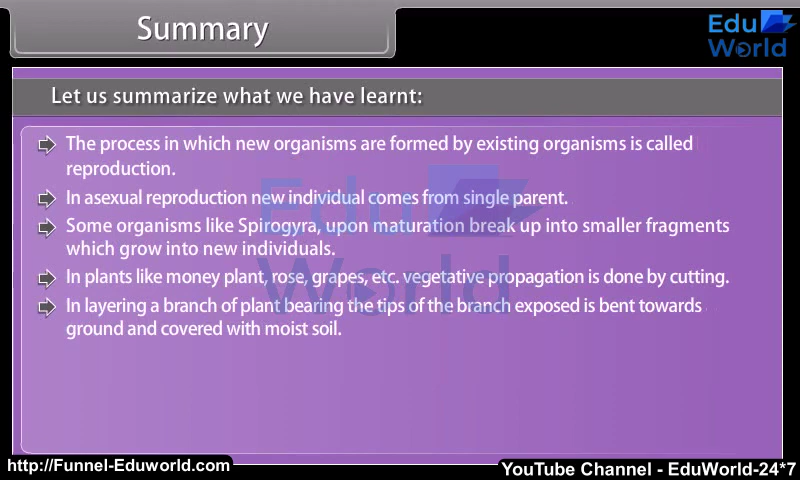 Summary
Edu
World
Let us summarize what we have learnt:
The process in which new organisms are formed by existing organisms is called
reproduction.
In asexual reproduction new individual comes from single parent.
Some organisms like Spirogyra, upon maturation break up into smaller fragments
which grow into new individuals.
In plants like money plant, rose, grapes, etc. vegetative propagation is done by cutting.
In layering a branch of plant bearing the tips of the branch exposed is bent towards
ground and covered with moist soil.
Edu
World
http://Funnel-Eduworld.com
YouTube Channel - EduWorld-24*7